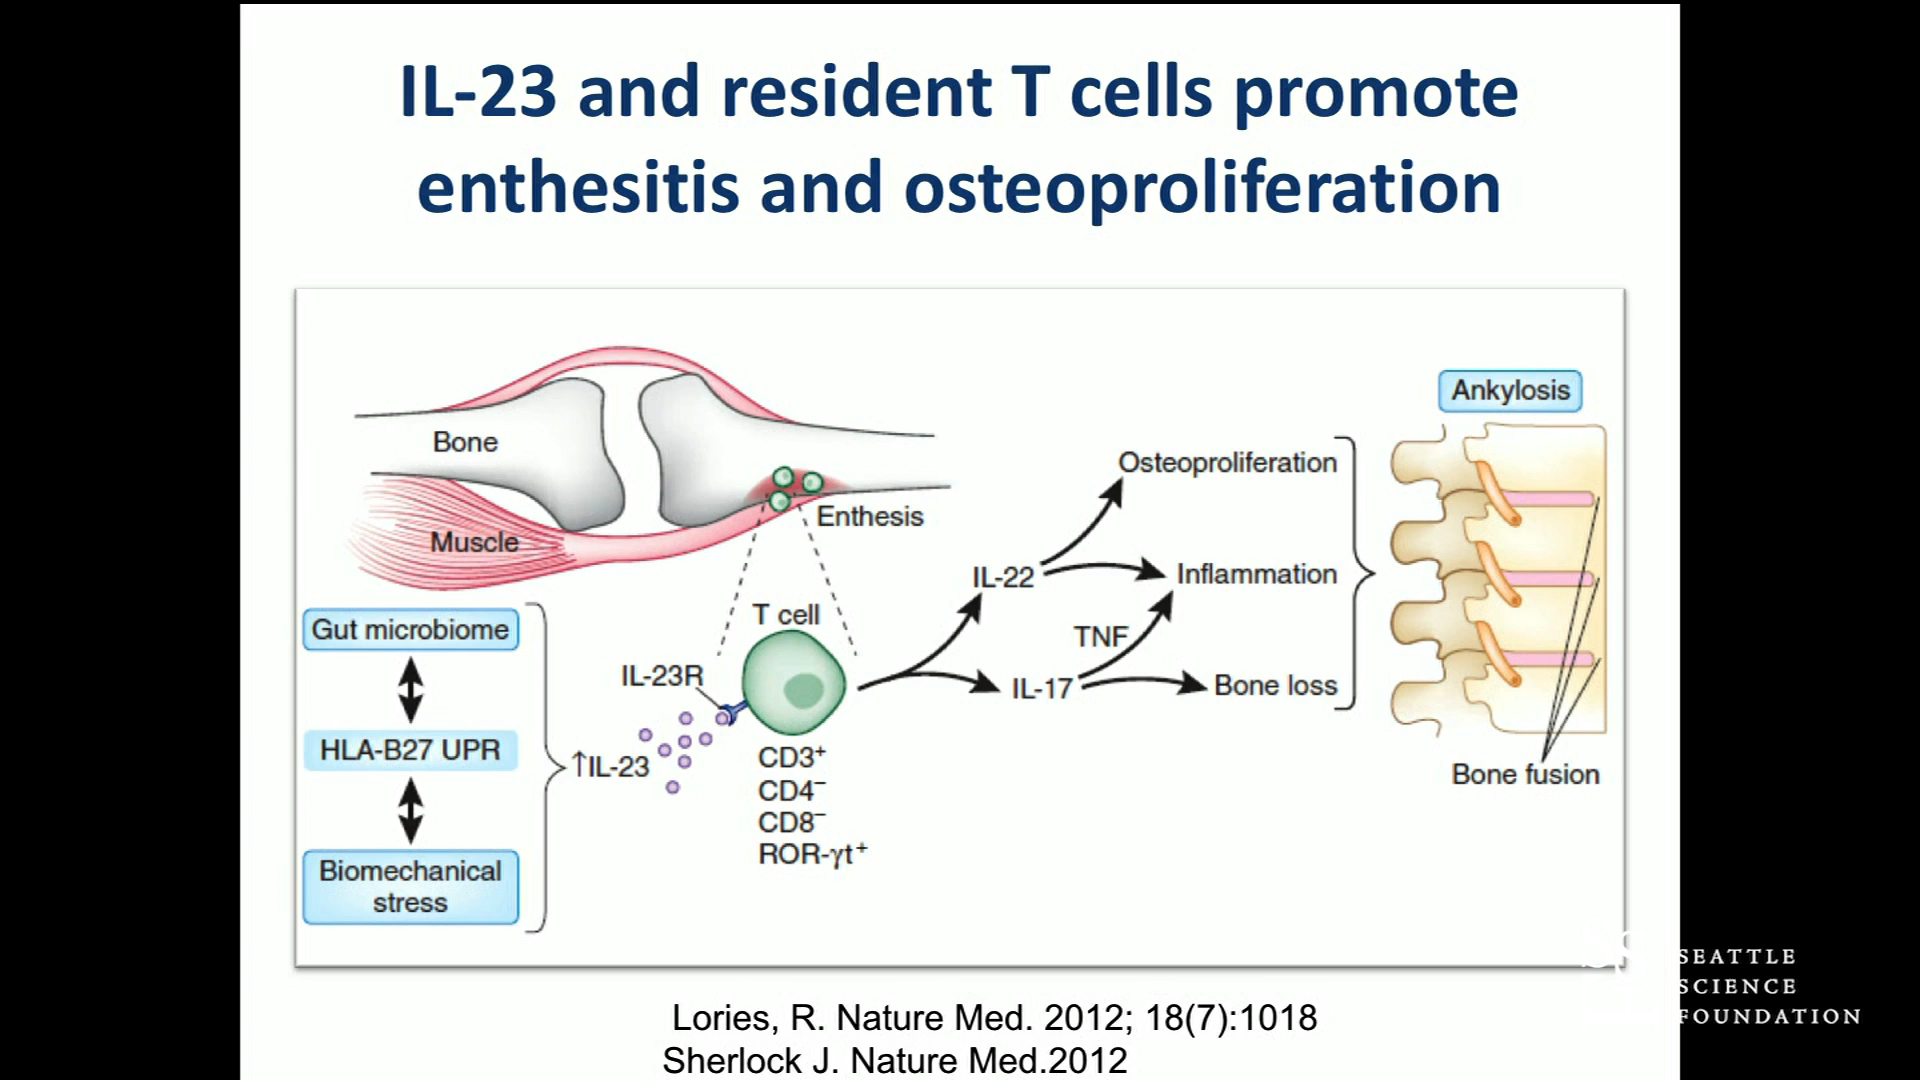 IL-23 and resident T cells promote
enthesitis and osteoproliferation
Bone
Muscle
Enthesis
Gut microbiome
HLA-B27 UPR
Biomechanical
stress
↑IL-23
IL-23R
T cell
CD3⁺
CD4⁻
CD8⁻
ROR-γt⁺
IL-22
IL-17
TNF
Osteoproliferation
Inflammation
Bone loss
Ankylosis
Bone fusion
Lories, R. Nature Med. 2012; 18(7):1018
Sherlock J. Nature Med.2012
SEATTLE
SCIENCE
FOUNDATION